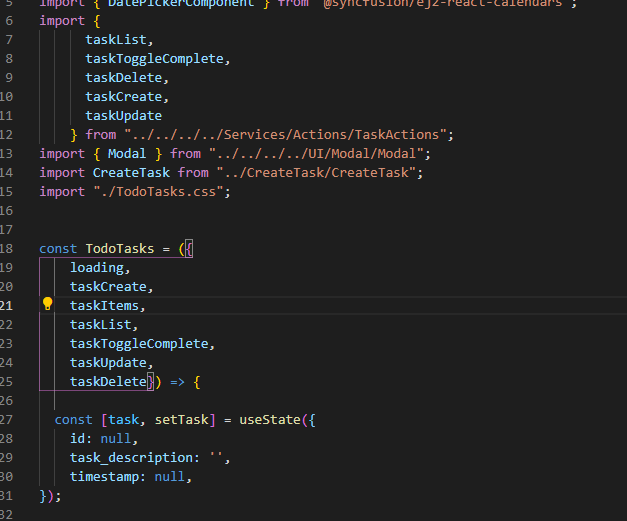 5 import { DatePickerComponent } from "@syncfusion/ej2-react-calendars";
6 import {
7 taskList,
8 taskToggleComplete,
9 taskDelete,
10 taskCreate,
11 taskUpdate
12 } from "../../../../Services/Actions/TaskActions";
13 import { Modal } from "../../../../UI/Modal/Modal";
14 import CreateTask from "../CreateTask/CreateTask";
15 import "./TodoTasks.css";
16
17
18 const TodoTasks = ({
19 loading,
20 taskCreate,
21 taskItems,
22 taskList,
23 taskToggleComplete,
24 taskUpdate,
25 taskDelete}) => {
26
27 const [task, setTask] = useState({
28 id: null,
29 task_description: '',
30 timestamp: null,
31 });
32